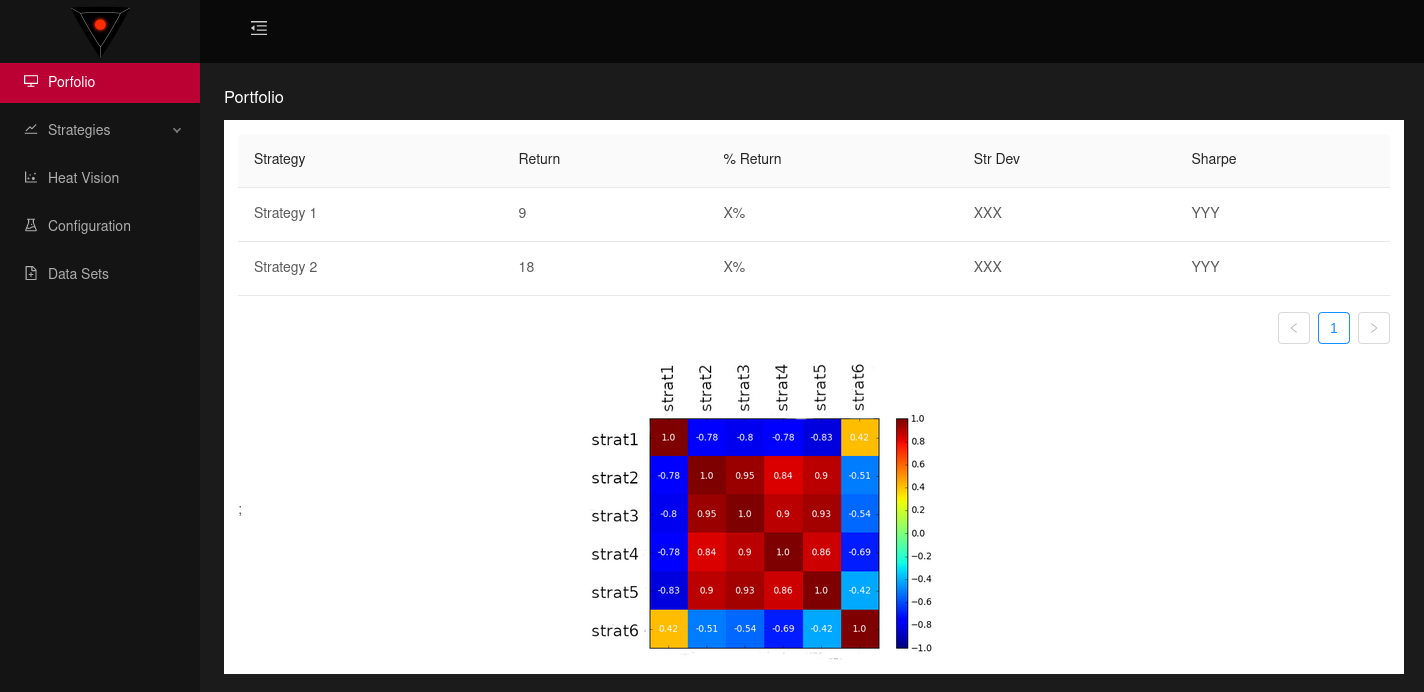 Porfolio
Strategies
Heat Vision
Configuration
Data Sets
Portfolio
Strategy Return % Return Str Dev Sharpe
Strategy 1 9 X% XXX YYY
Strategy 2 18 X% XXX YYY
1
strat1 strat2 strat3 strat4 strat5 strat6
strat1 1.0 -0.78 -0.8 -0.78 -0.83 0.42
strat2 -0.78 1.0 0.95 0.84 0.9 -0.51
strat3 -0.8 0.95 1.0 0.9 0.93 -0.54
;
strat4 -0.78 0.84 0.9 1.0 0.86 -0.69
strat5 -0.83 0.9 0.93 0.86 1.0 -0.42
strat6 0.42 -0.51 -0.54 -0.69 -0.42 1.0
1.0
0.8
0.6
0.4
0.2
0.0
−0.2
−0.4
−0.6
−0.8
−1.0